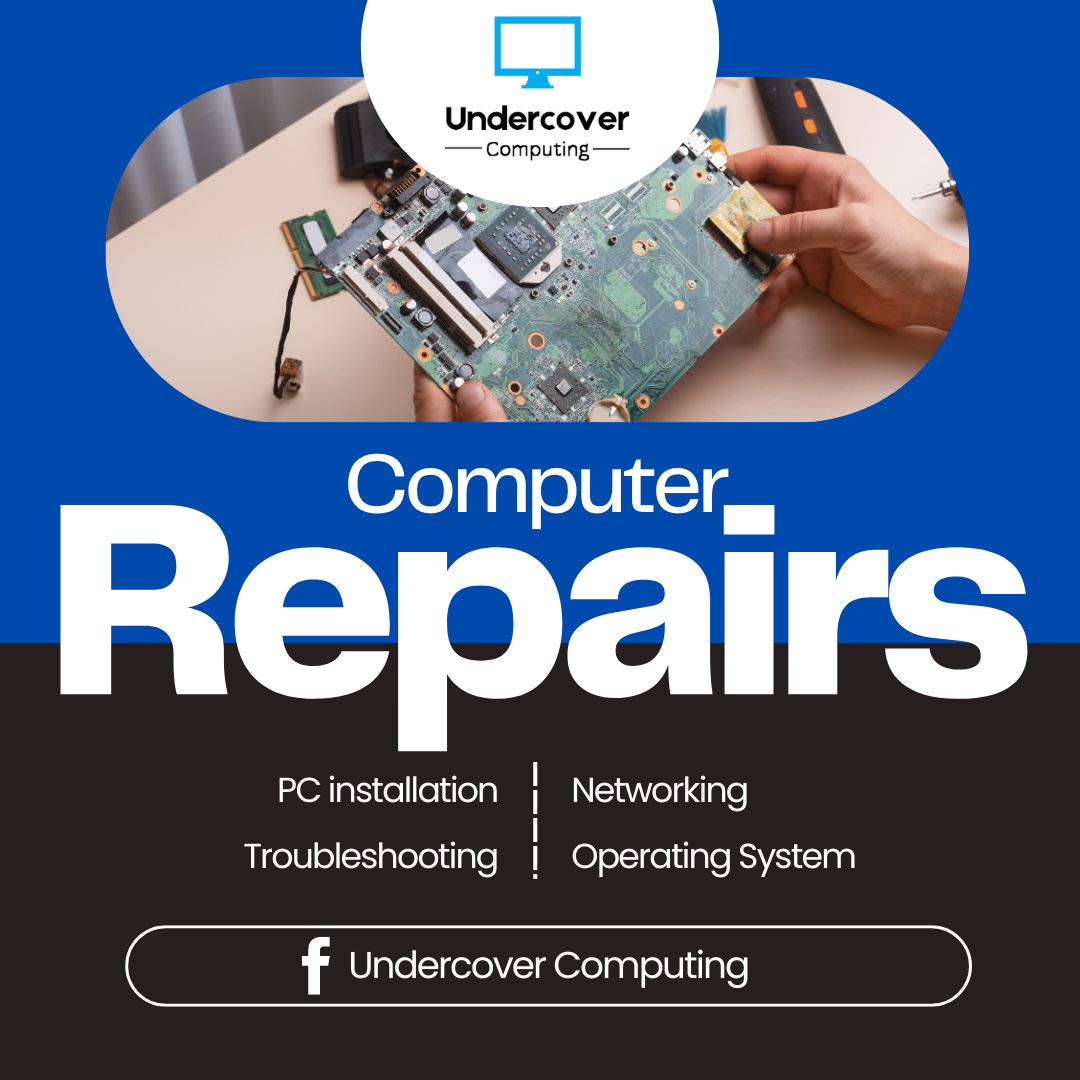 Undercover
Computing
Computer
Repairs
PC installation
Networking
Troubleshooting
Operating System
f Undercover Computing